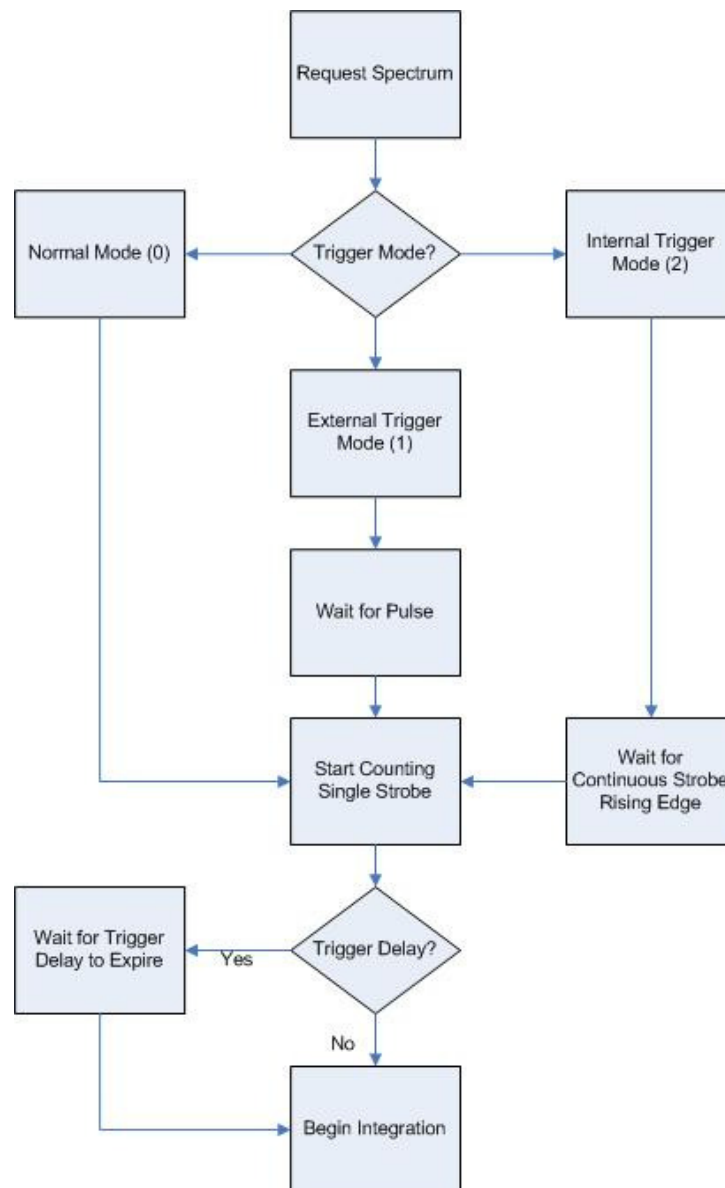 Request Spectrum
Normal Mode (0)
Trigger Mode?
Internal Trigger
Mode (2)
External Trigger
Mode (1)
Wait for Pulse
Start Counting
Single Strobe
Wait for
Continuous Strobe
Rising Edge
Wait for Trigger
Delay to Expire
Yes
Trigger Delay?
No
Begin Integration